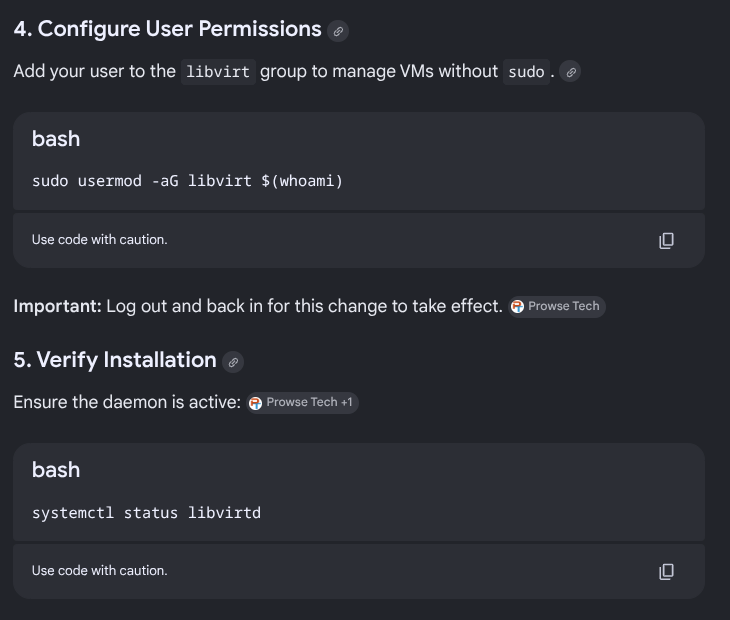 4. Configure User Permissions
Add your user to the libvirt group to manage VMs without sudo.
bash
sudo usermod -aG libvirt $(whoami)
Use code with caution.
Important: Log out and back in for this change to take effect. Prowse Tech
5. Verify Installation
Ensure the daemon is active: Prowse Tech +1
bash
systemctl status libvirtd
Use code with caution.